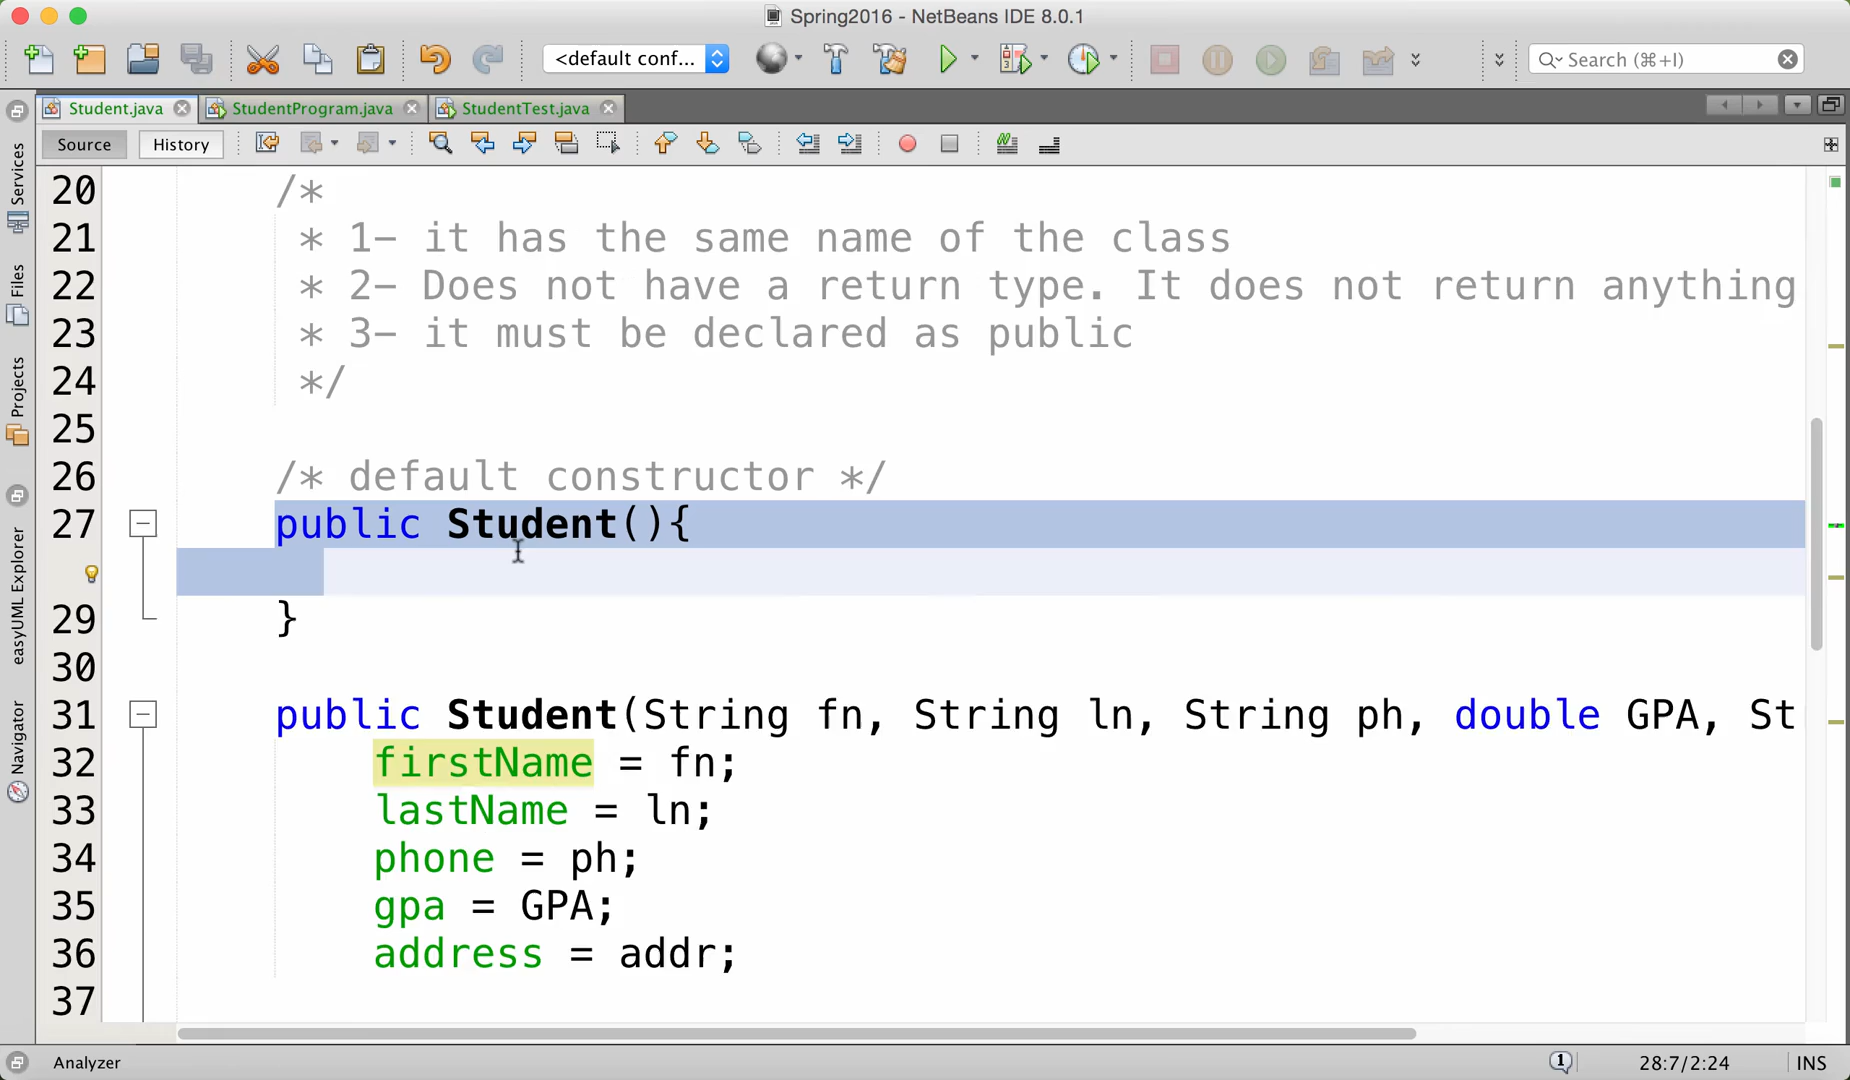 Spring2016 - NetBeans IDE 8.0.1
<default conf...
Search (⌘+I)
Student.java
StudentProgram.java
StudentTest.java
Source
History
Services
Files
Projects
easyUML Explorer
Navigator
20 /*
21 * 1- it has the same name of the class
22 * 2- Does not have a return type. It does not return anything
23 * 3- it must be declared as public
24 */
25
26 /* default constructor */
27 public Student(){
29 }
30
31 public Student(String fn, String ln, String ph, double GPA, St
32 firstName = fn;
33 lastName = ln;
34 phone = ph;
35 gpa = GPA;
36 address = addr;
37
Analyzer
1
28:7/2:24
INS